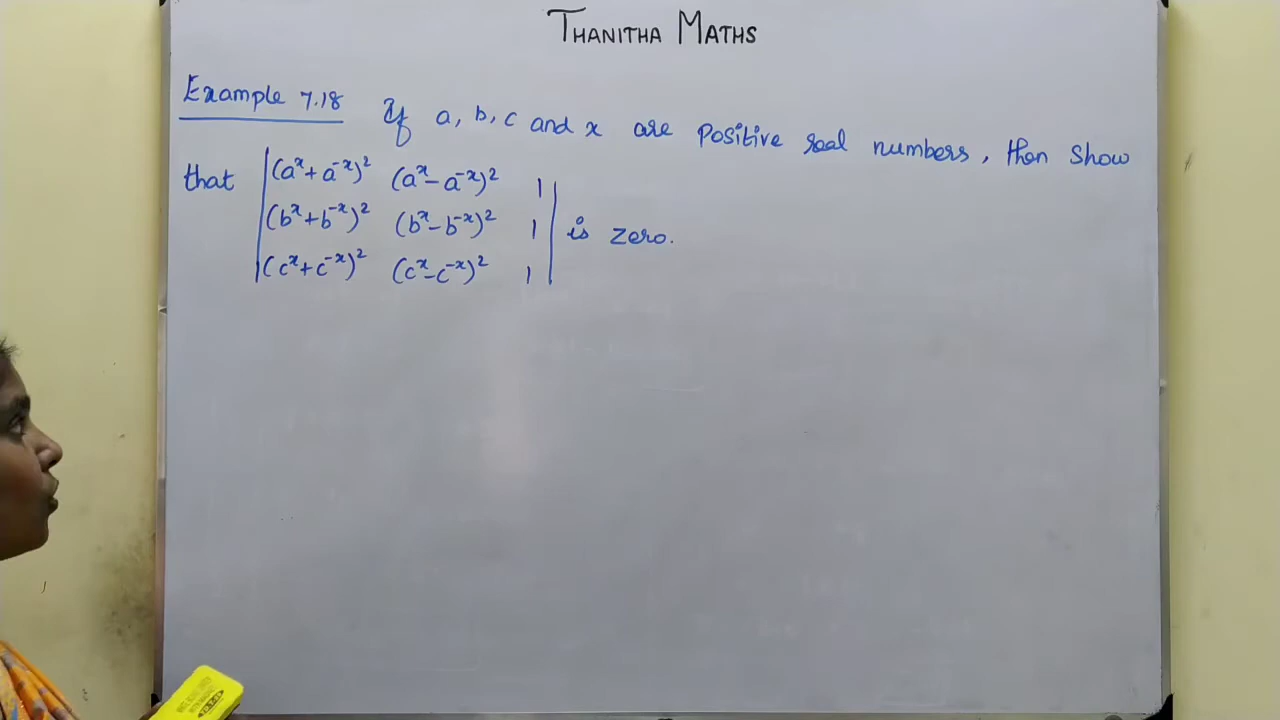 THANITHA MATHS
Example 7.18 If a, b, c and x are positive real numbers, then show
that | (aˣ + a⁻ˣ)² (aˣ - a⁻ˣ)² 1 |
| (bˣ + b⁻ˣ)² (bˣ - b⁻ˣ)² 1 | is zero.
| (cˣ + c⁻ˣ)² (cˣ - c⁻ˣ)² 1 |